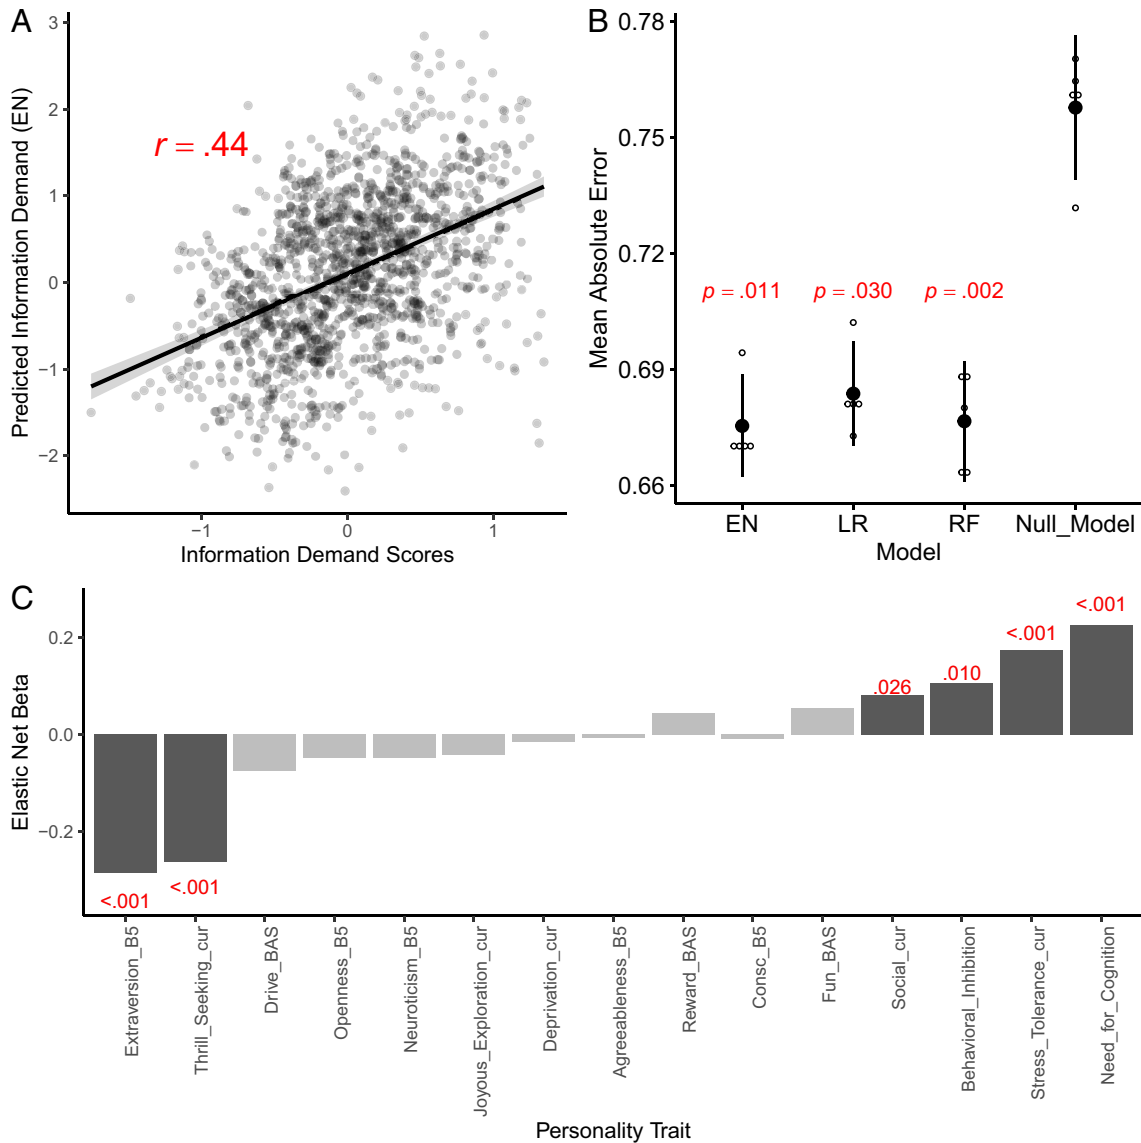 A
3
2
1
0
−1
−2
Predicted Information Demand (EN)
r = .44
−1
0
1
Information Demand Scores
B
0.78
0.75
0.72
0.69
0.66
Mean Absolute Error
p = .011
p = .030
p = .002
EN
LR
RF
Null_Model
Model
C
0.2
0.0
−0.2
Elastic Net Beta
<.001
<.001
.026
.010
<.001
<.001
Extraversion_B5
Thrill_Seeking_cur
Drive_BAS
Openness_B5
Neuroticism_B5
Joyous_Exploration_cur
Deprivation_cur
Agreeableness_B5
Reward_BAS
Consc_B5
Fun_BAS
Social_cur
Behavioral_Inhibition
Stress_Tolerance_cur
Need_for_Cognition
Personality Trait